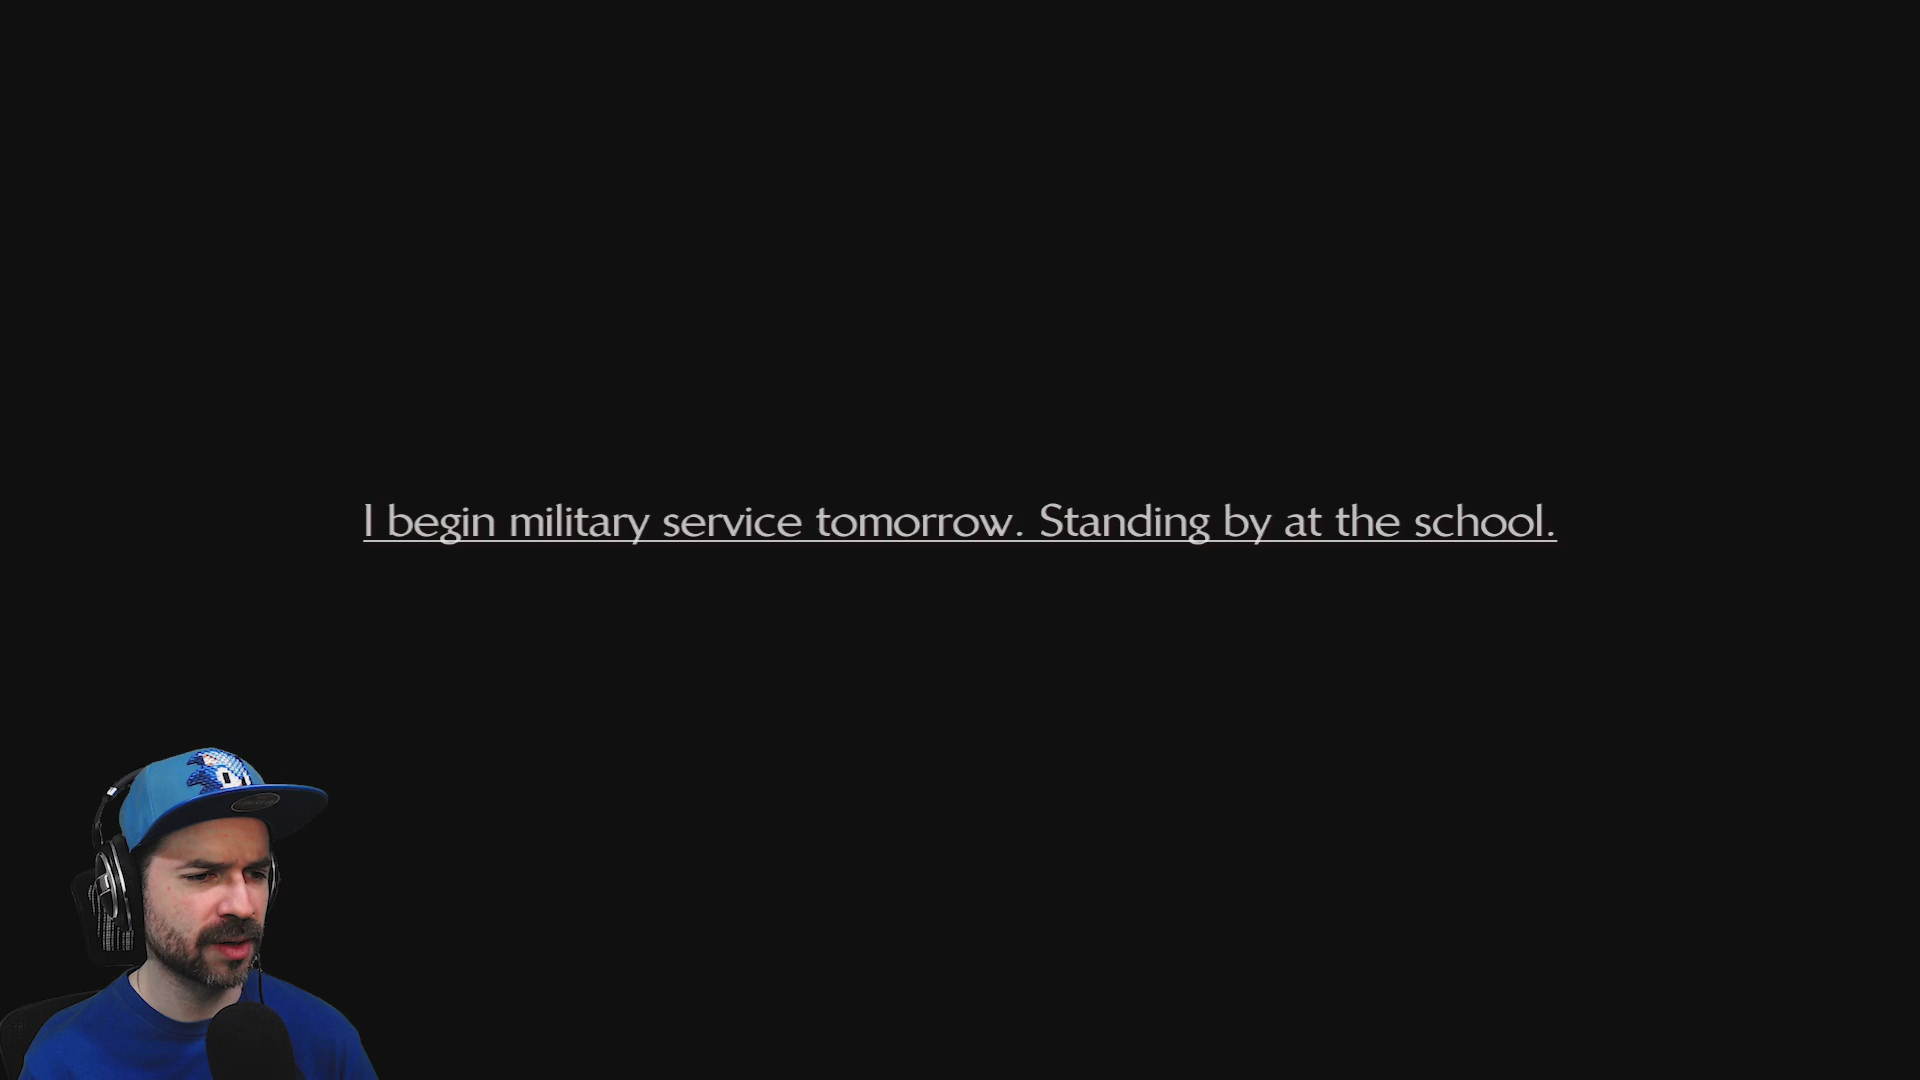 I begin military service tomorrow. Standing by at the school.